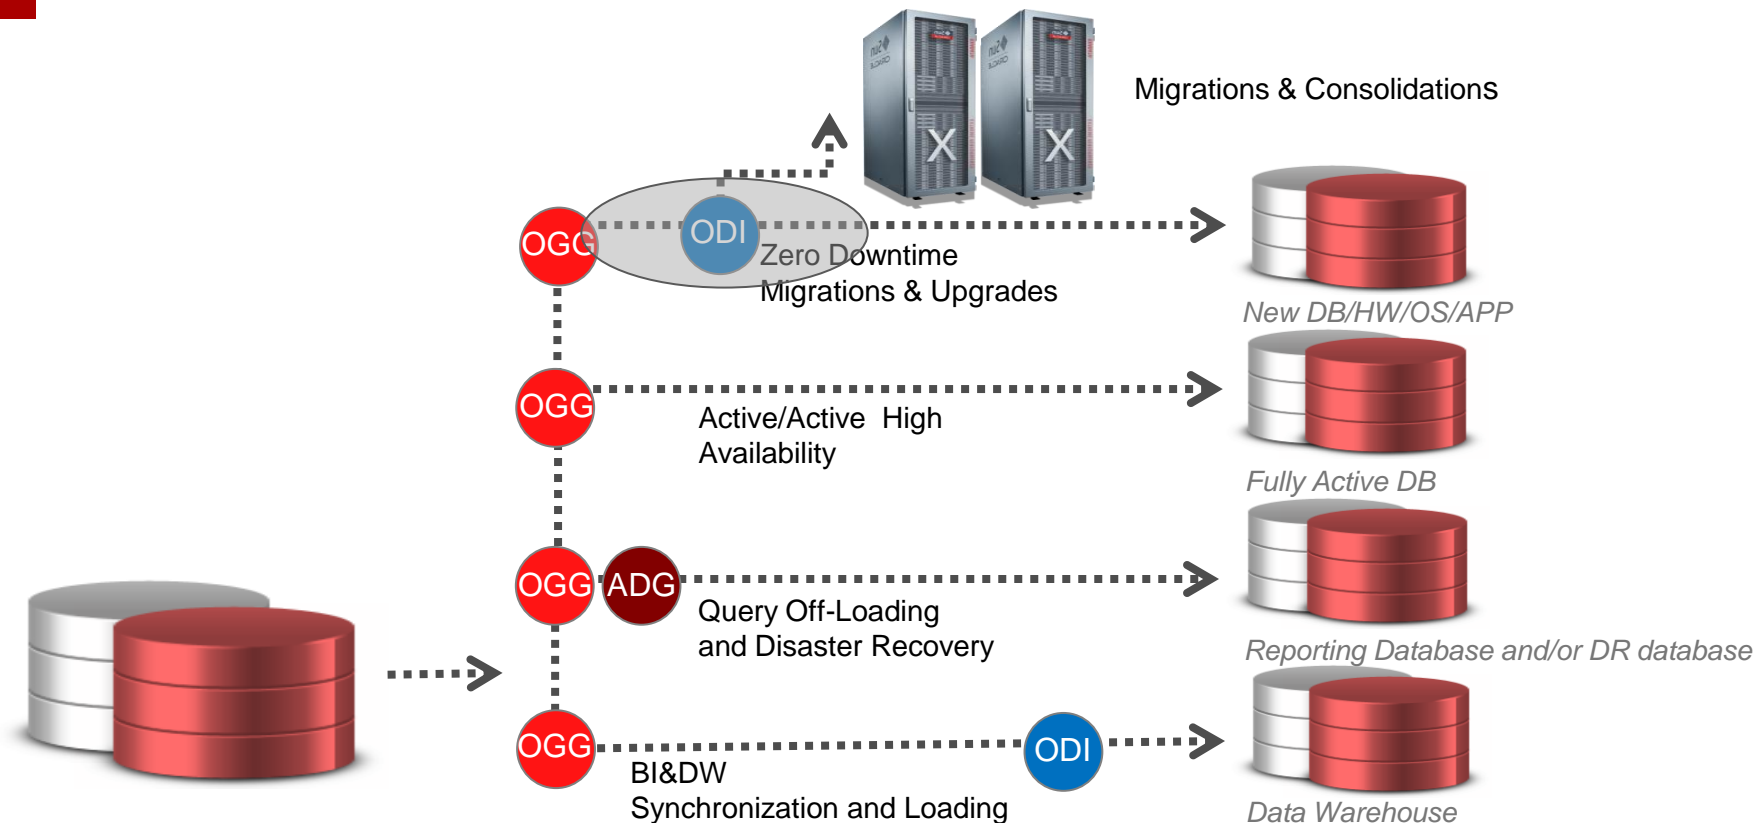 Migrations & Consolidations
OGG
ODI
Zero Downtime
Migrations & Upgrades
New DB/HW/OS/APP
OGG
Active/Active High
Availability
Fully Active DB
OGG
ADG
Query Off-Loading
and Disaster Recovery
Reporting Database and/or DR database
OGG
ODI
BI&DW
Synchronization and Loading
Data Warehouse
X
X